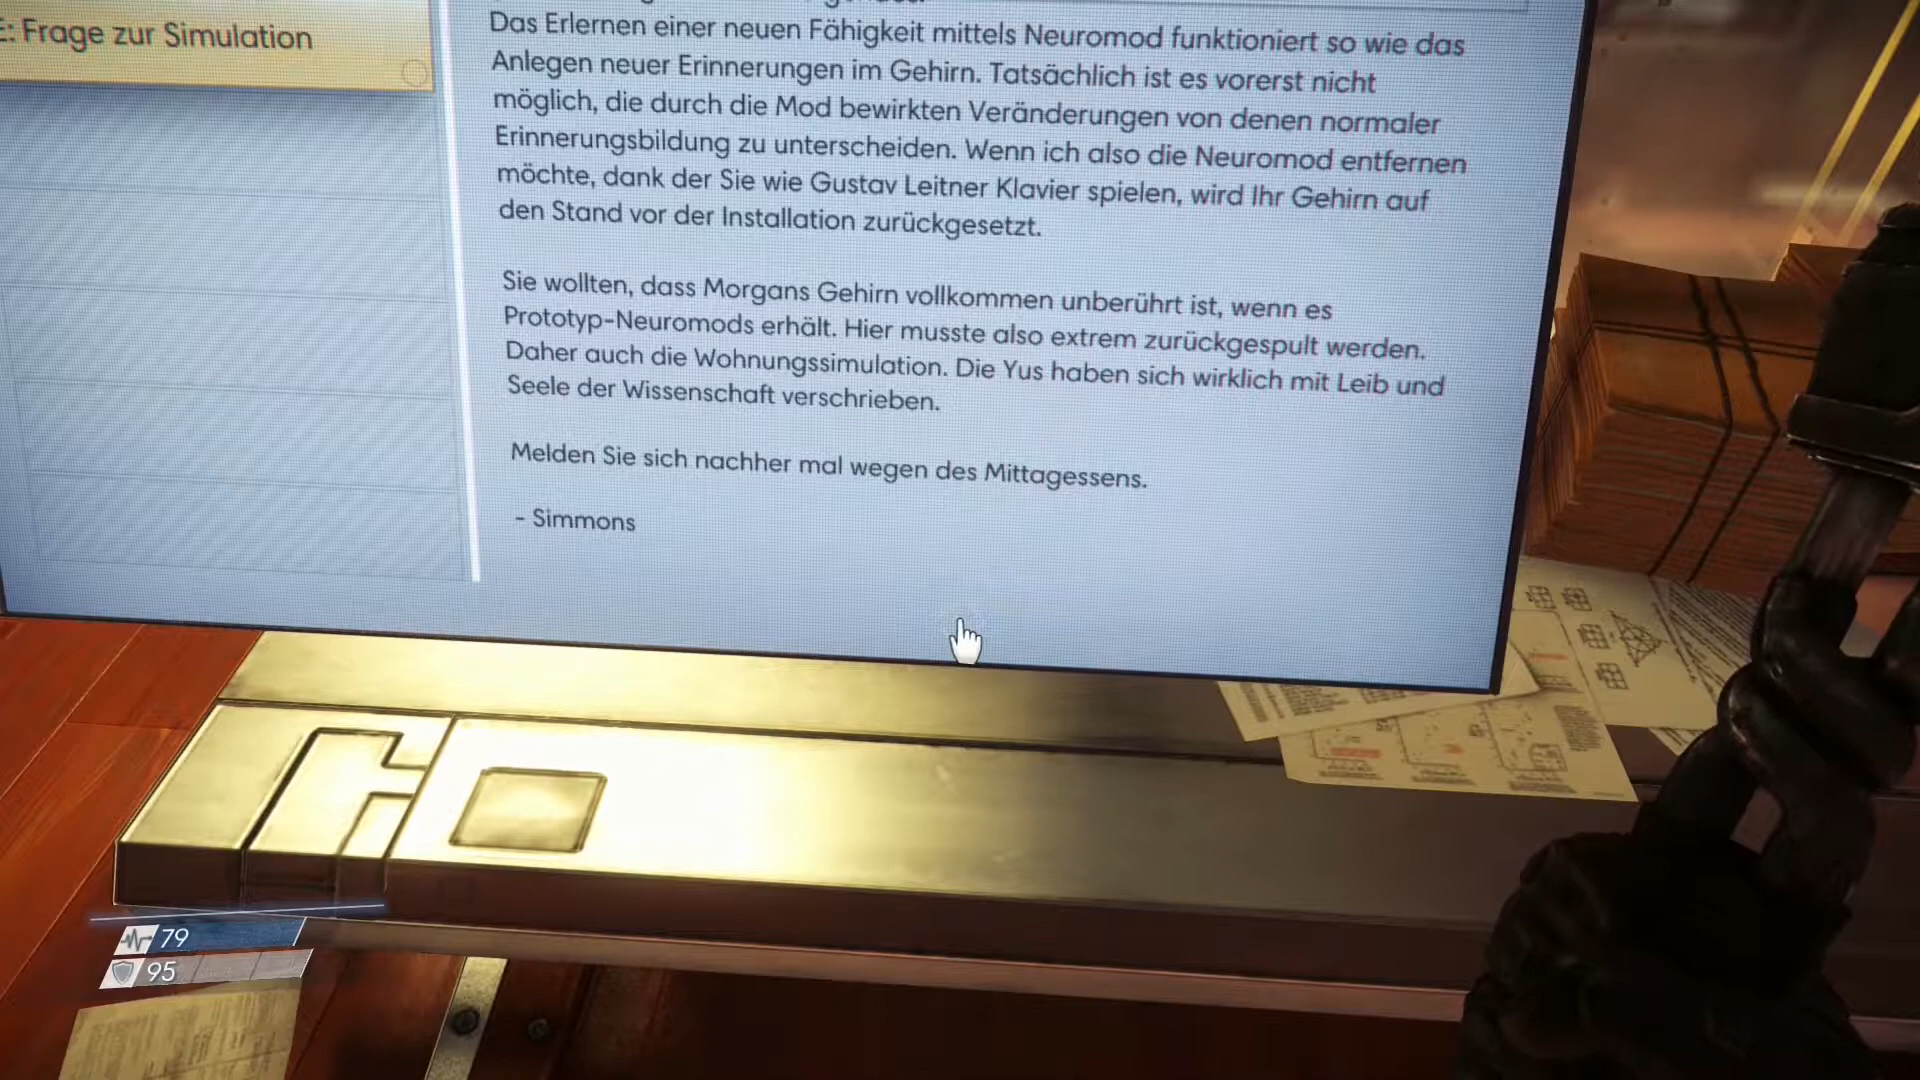 E: Frage zur Simulation
Das Erlernen einer neuen Fähigkeit mittels Neuromod funktioniert so wie das
Anlegen neuer Erinnerungen im Gehirn. Tatsächlich ist es vorerst nicht
möglich, die durch die Mod bewirkten Veränderungen von denen normaler
Erinnerungsbildung zu unterscheiden. Wenn ich also die Neuromod entfernen
möchte, dank der Sie wie Gustav Leitner Klavier spielen, wird Ihr Gehirn auf
den Stand vor der Installation zurückgesetzt.
Sie wollten, dass Morgans Gehirn vollkommen unberührt ist, wenn es
Prototyp-Neuromods erhält. Hier musste also extrem zurückgespult werden.
Daher auch die Wohnungssimulation. Die Yus haben sich wirklich mit Leib und
Seele der Wissenschaft verschrieben.
Melden Sie sich nachher mal wegen des Mittagessens.
- Simmons
79
95